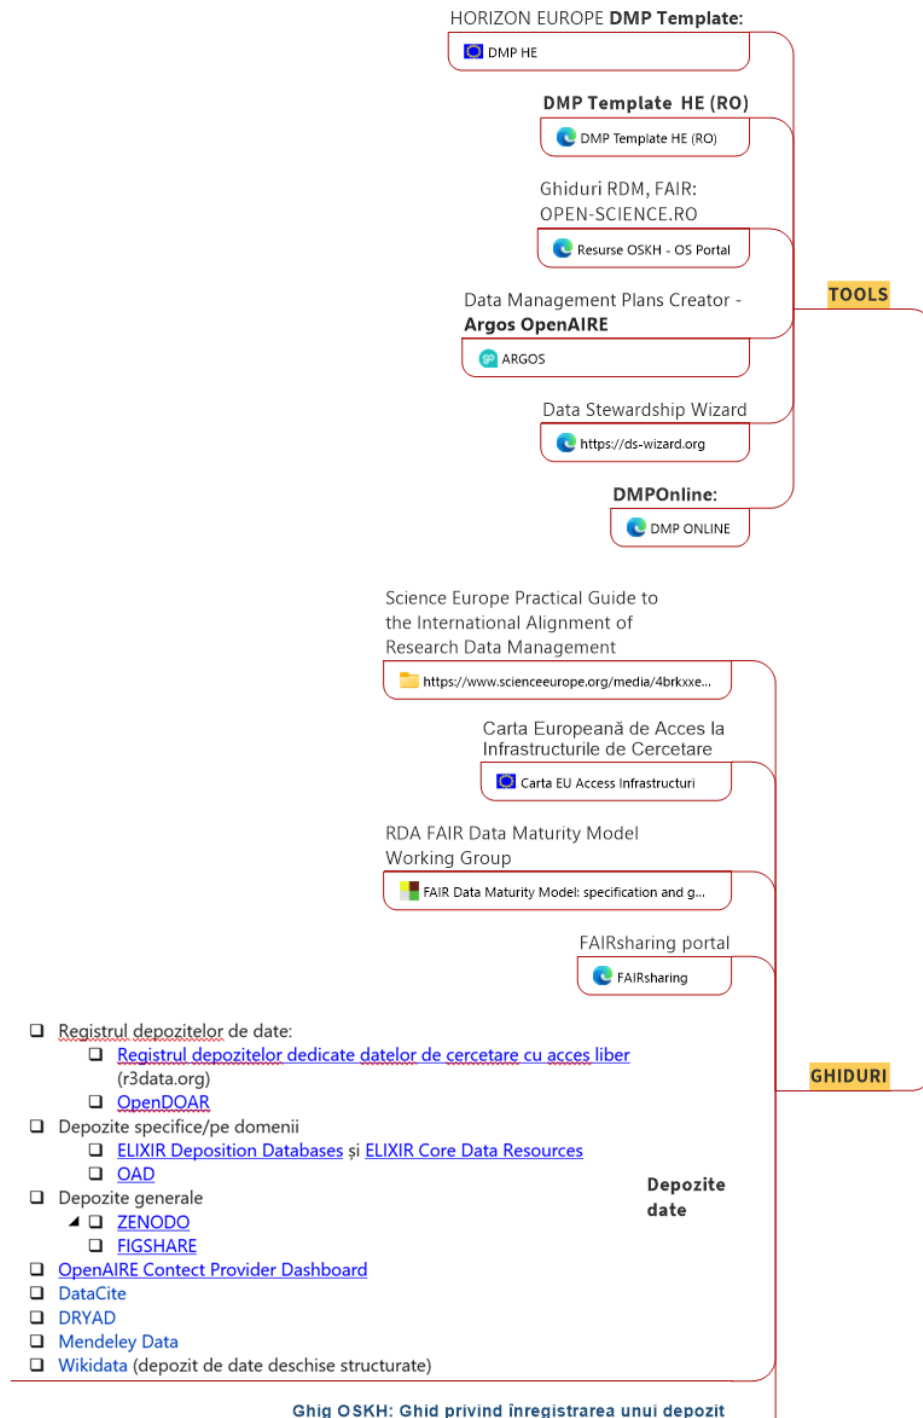 HORIZON EUROPE DMP Template:
DMP HE
DMP Template HE (RO)
DMP Template HE (RO)
Ghiduri RDM, FAIR:
OPEN-SCIENCE.RO
Resurse OSKH - OS Portal
Data Management Plans Creator -
Argos OpenAIRE
ARGOS
Data Stewardship Wizard
https://ds-wizard.org
DMPOnline:
DMP ONLINE
TOOLS
Science Europe Practical Guide to
the International Alignment of
Research Data Management
https://www.scienceeurope.org/media/4brkxxe...
Carta Europeană de Acces la
Infrastructurile de Cercetare
Carta EU Access Infrastructuri
RDA FAIR Data Maturity Model
Working Group
FAIR Data Maturity Model: specification and g...
FAIRsharing portal
FAIRsharing
GHIDURI
Registrul depozitelor de date:
Registrul depozitelor dedicate datelor de cercetare cu acces liber
(r3data.org)
OpenDOAR
Depozite specifice/pe domenii
ELIXIR Deposition Databases și ELIXIR Core Data Resources
OAD
Depozite generale
ZENODO
FIGSHARE
OpenAIRE Contect Provider Dashboard
DataCite
DRYAD
Mendeley Data
Wikidata (depozit de date deschise structurate)
Depozite
date
Ghig OSKH: Ghid privind înregistrarea unui depozit